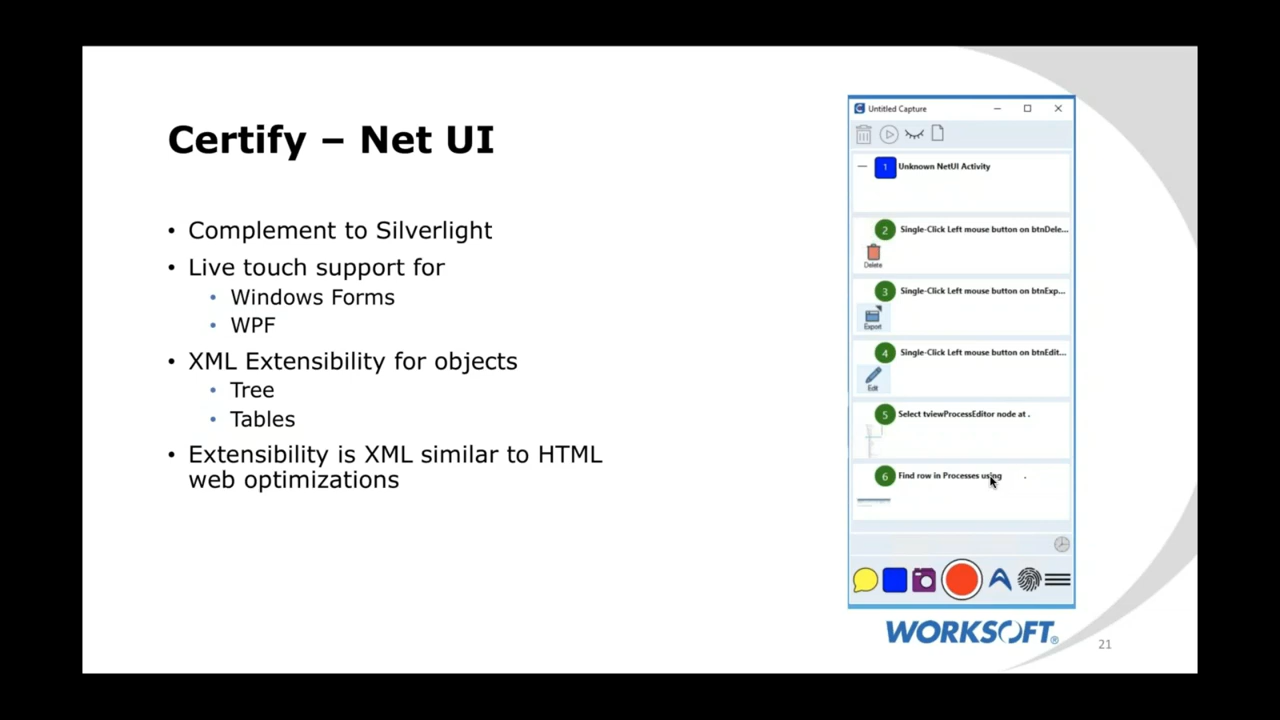 Certify – Net UI
• Complement to Silverlight
• Live touch support for
• Windows Forms
• WPF
• XML Extensibility for objects
• Tree
• Tables
• Extensibility is XML similar to HTML
web optimizations
Untitled Capture
1 Unknown NetUI Activity
2 Single-Click Left mouse button on btnDele...
Delete
3 Single-Click Left mouse button on btnExp...
Export
4 Single-Click Left mouse button on btnEdit...
Edit
5 Select tviewProcessEditor node at .
6 Find row in Processes using .
WORKSOFT®
21